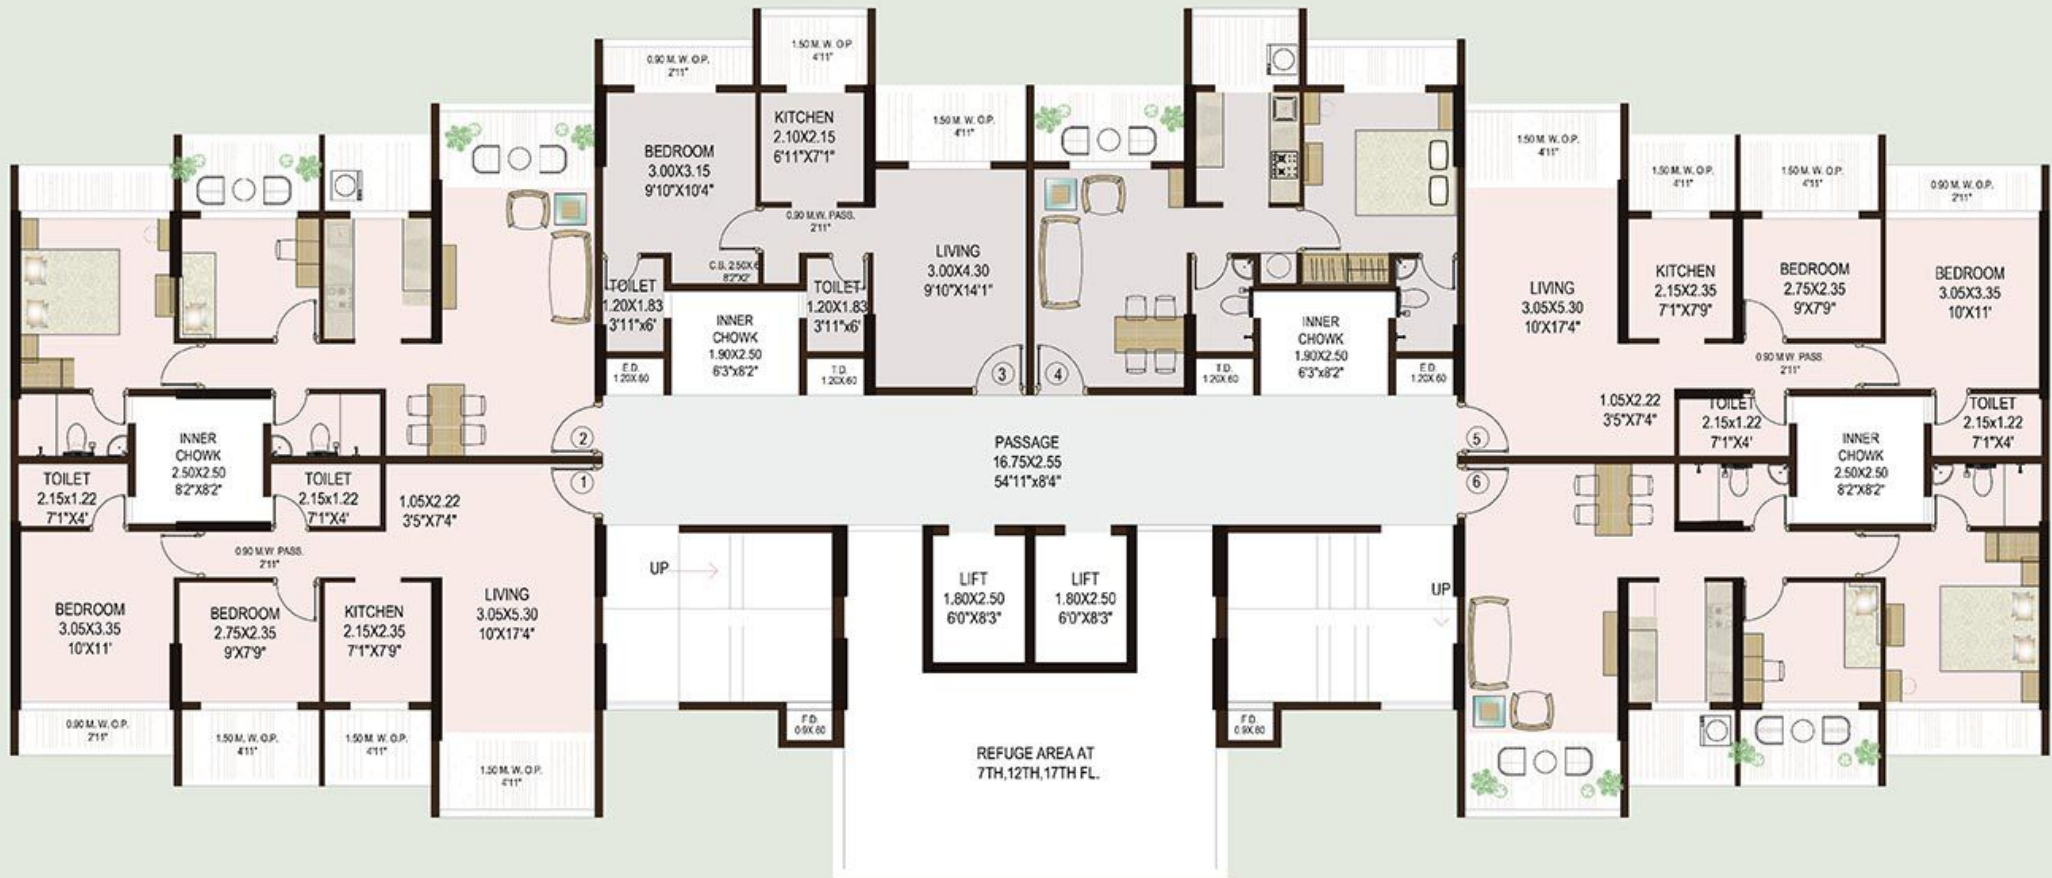 0.90 M. W. O.P.
2'11"
1.50 M. W. O.P
4'11"
BEDROOM
3.00X3.15
9'10"X10'4"
KITCHEN
2.10X2.15
6'11"X7'1"
1.50 M. W. O.P.
4'11"
0.90 M.W. PASS.
2'11"
LIVING
3.00X4.30
9'10"X14'1"
C.B. 2.50X.6
8'2"X2'
TOILET
1.20X1.83
3'11"x6'
TOILET
1.20X1.83
3'11"x6'
INNER
CHOWK
1.90X2.50
6'3"x8'2"
E.D.
1.20X.60
T.D.
1.20X.60
3
4
INNER
CHOWK
1.90X2.50
6'3"x8'2"
T.D.
1.20X.60
E.D.
1.20X.60
1.50 M. W. O.P.
4'11"
1.50 M. W. O.P.
4'11"
1.50 M. W. O.P.
4'11"
0.90 M. W. O.P.
2'11"
LIVING
3.05X5.30
10'X17'4"
KITCHEN
2.15X2.35
7'1"X7'9"
BEDROOM
2.75X2.35
9'X7'9"
BEDROOM
3.05X3.35
10'X11'
0.90 M.W. PASS.
2'11"
1.05X2.22
3'5"X7'4"
TOILET
2.15x1.22
7'1"X4'
INNER
CHOWK
2.50X2.50
8'2"X8'2"
TOILET
2.15x1.22
7'1"X4'
5
6
2
1
PASSAGE
16.75X2.55
54'11"x8'4"
INNER
CHOWK
2.50X2.50
8'2"X8'2"
TOILET
2.15x1.22
7'1"X4'
TOILET
2.15x1.22
7'1"X4'
1.05X2.22
3'5"X7'4"
0.90 M.W. PASS.
2'11"
BEDROOM
3.05X3.35
10'X11'
BEDROOM
2.75X2.35
9'X7'9"
KITCHEN
2.15X2.35
7'1"X7'9"
LIVING
3.05X5.30
10'X17'4"
0.90 M. W. O.P.
2'11"
1.50 M. W. O.P.
4'11"
1.50 M. W. O.P.
4'11"
1.50 M. W. O.P.
4'11"
UP
LIFT
1.80X2.50
6'0"X8'3"
LIFT
1.80X2.50
6'0"X8'3"
UP
F.D.
0.9X.60
F.D.
0.9X.60
REFUGE AREA AT
7TH,12TH,17TH FL.